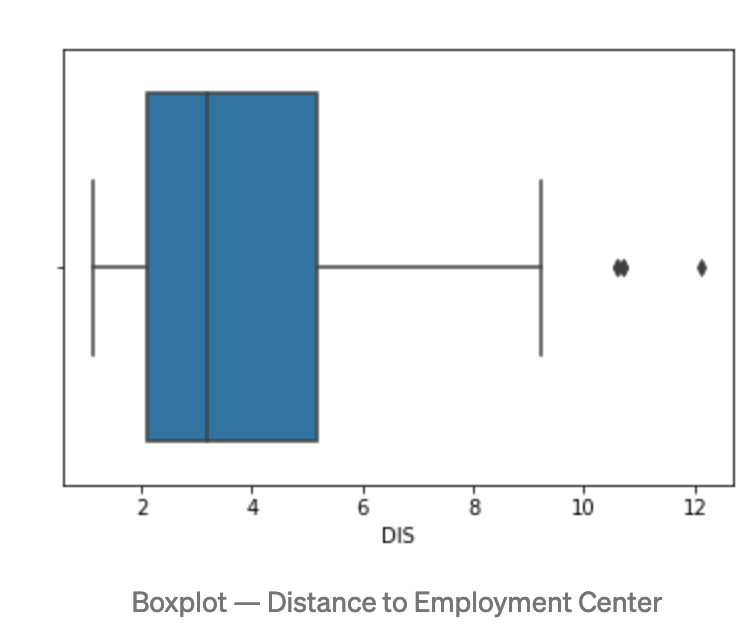 2 4 6 8 10 12
DIS
Boxplot — Distance to Employment Center